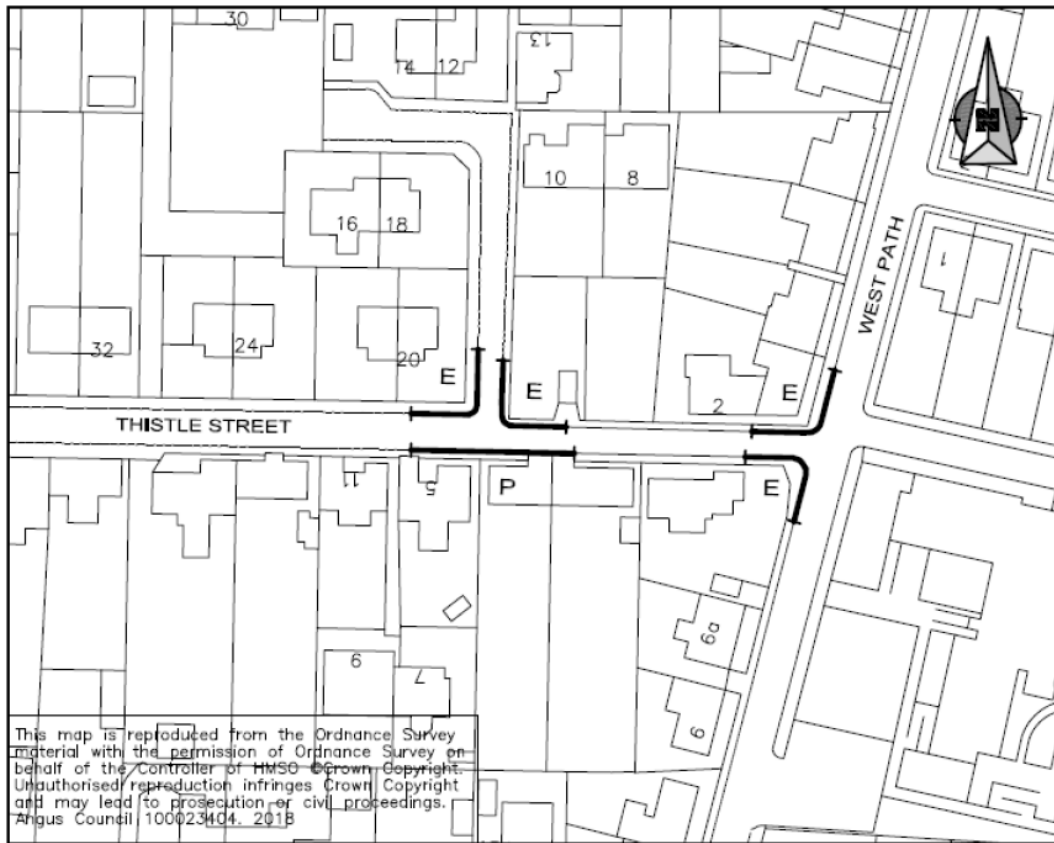 30
14 12
13
10
8
16
18
WEST PATH
1
32
24
20
E
E
E
2
THISTLE STREET
11
5
P
E
6a
9
7
6
This map is reproduced from the Ordnance Survey
material with the permission of Ordnance Survey on
behalf of the Controller of HMSO ©Crown Copyright.
Unauthorised reproduction infringes Crown Copyright
and may lead to prosecution or civil proceedings.
Angus Council 100023404. 2018